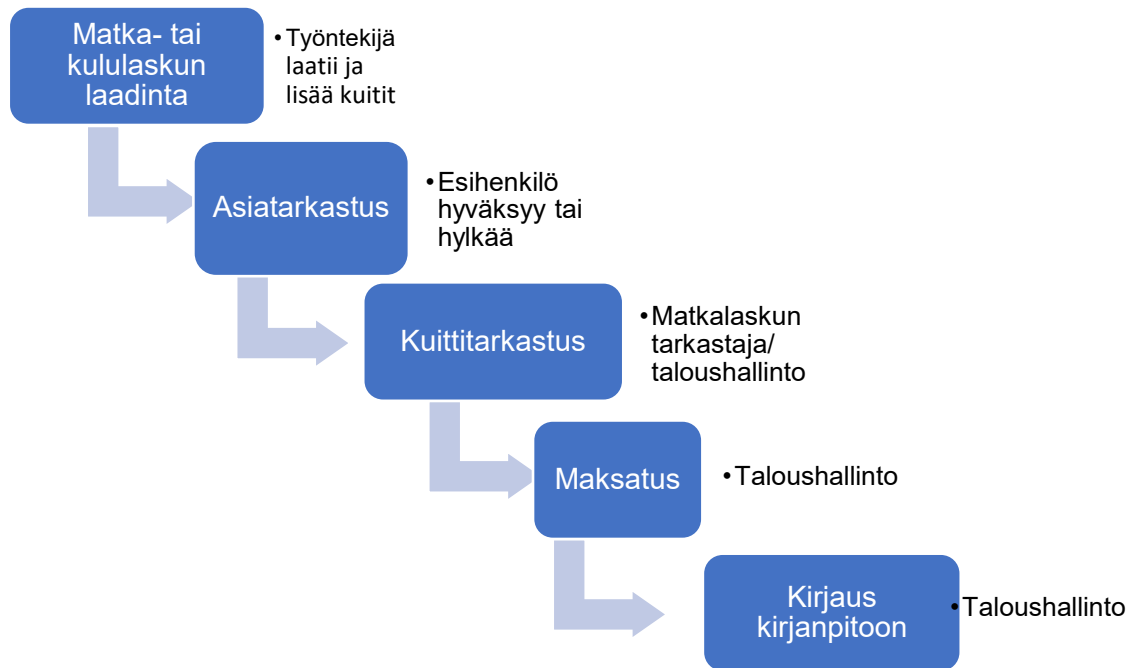 Matka- tai
kululaskun
laadinta
•Työntekijä
laatii ja
lisää kuitit
Asiatarkastus
•Esihenkilö
hyväksyy tai
hylkää
Kuittitarkastus
•Matkalaskun
tarkastaja/
taloushallinto
Maksatus
•Taloushallinto
Kirjaus
kirjanpitoon
•Taloushallinto